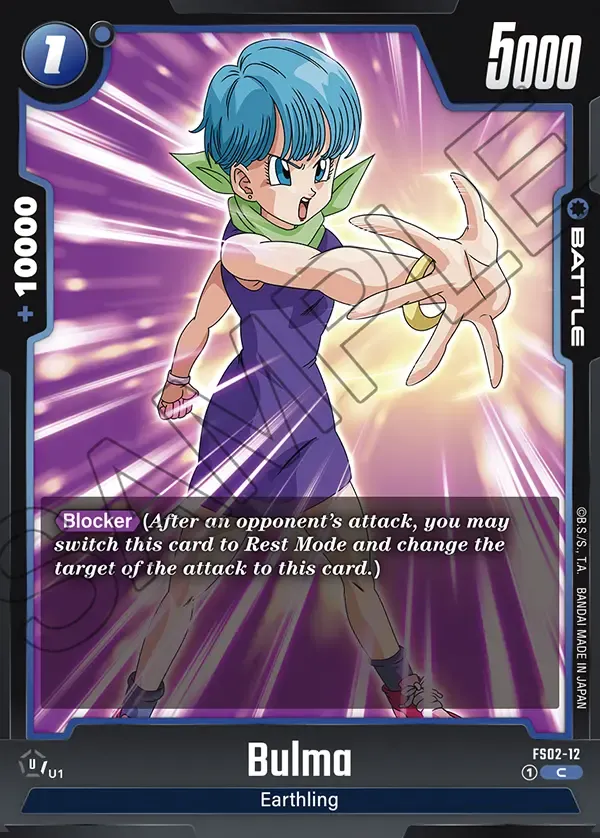 1
5000
+ 10000
BATTLE
SAMPLE
Blocker (After an opponent's attack, you may
switch this card to Rest Mode and change the
target of the attack to this card.)
©B.S./S., T.A. BANDAI MADE IN JAPAN
U/U1
Bulma
FS02-12
1 C
Earthling